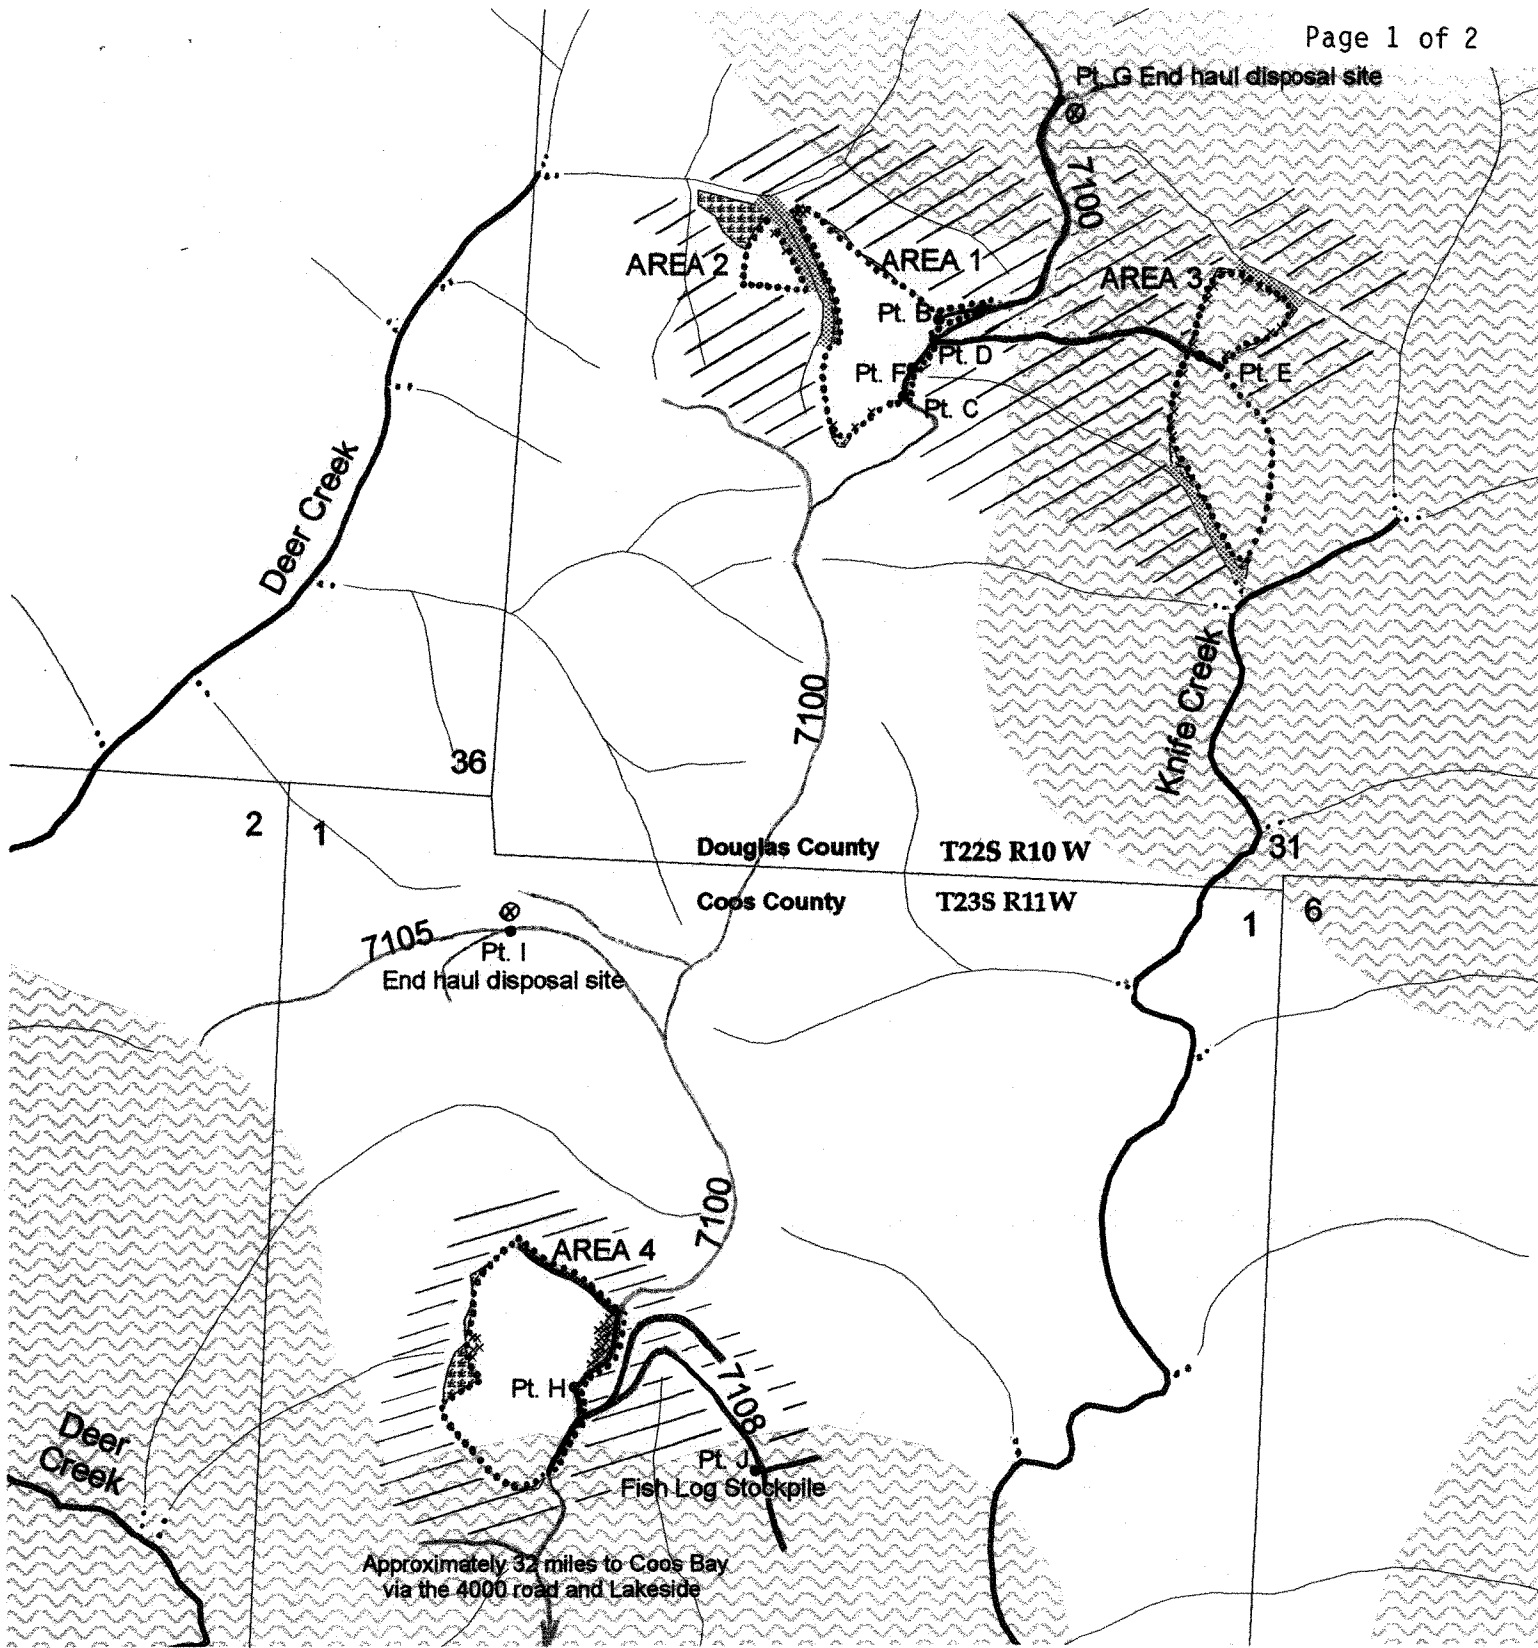 Page 1 of 2
Pt. G End haul disposal site
7100
AREA 2
AREA 1
AREA 3
Pt. B
Pt. D
Pt. F
Pt. E
Pt. C
Deer Creek
7100
Knife Creek
36
2
1
Douglas County
T22S R10 W
31
Coos County
T23S R11W
1
6
7105
Pt. I
End haul disposal site
7100
AREA 4
Pt. H
7108
Deer
Creek
Pt. J
Fish Log Stockpile
Approximately 32 miles to Coos Bay
via the 4000 road and Lakeside